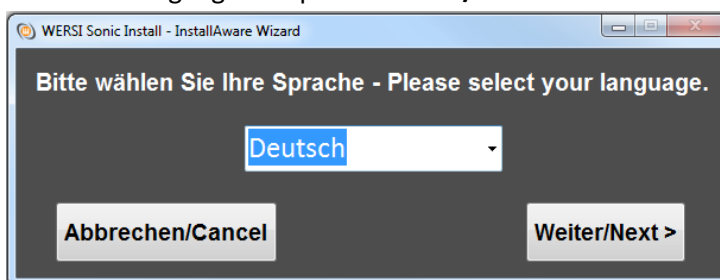 WERSI Sonic Install - InstallAware Wizard
Bitte wählen Sie Ihre Sprache - Please select your language.
Deutsch
Abbrechen/Cancel
Weiter/Next >